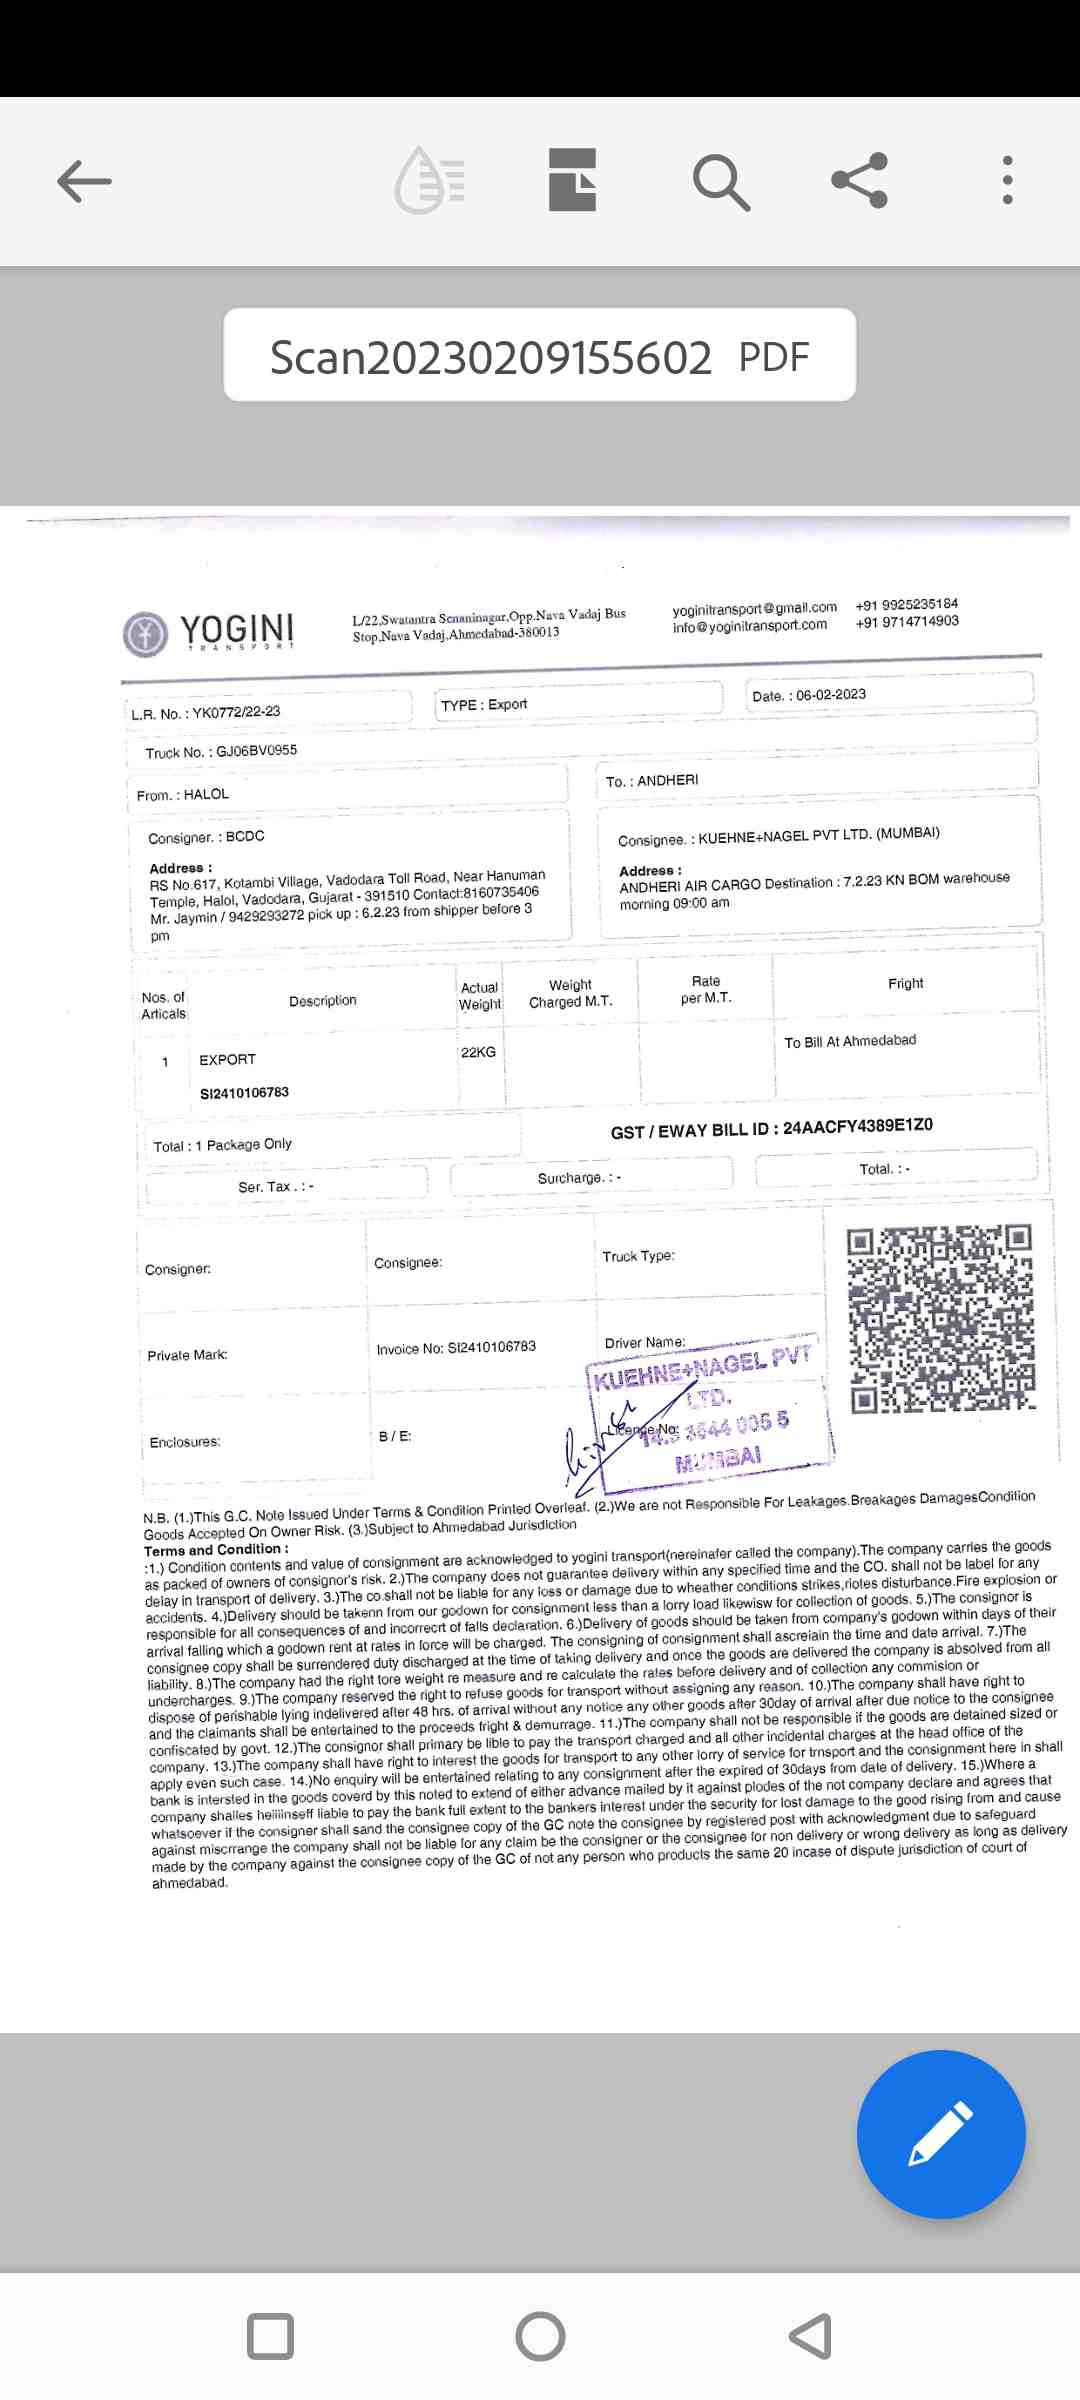 Scan20230209155602 PDF
YOGINI
TRANSPORT
L/22,Swatantra Senaninagar,Opp.Nava Vadaj Bus
Stop,Nava Vadaj,Ahmedabad-380013
yoginitransport@gmail.com
info@yoginitransport.com
+91 9925235184
+91 9714714903
L.R. No. : YK0772/22-23
TYPE : Export
Date. : 06-02-2023
Truck No. : GJ06BV0955
From. : HALOL
To. : ANDHERI
Consigner. : BCDC
Address :
RS No.617, Kotambi Village, Vadodara Toll Road, Near Hanuman
Temple, Halol, Vadodara, Gujarat - 391510 Contact:8160735406
Mr. Jaymin / 9429293272 pick up : 6.2.23 from shipper before 3
pm
Consignee. : KUEHNE+NAGEL PVT LTD. (MUMBAI)
Address :
ANDHERI AIR CARGO Destination : 7.2.23 KN BOM warehouse
morning 09:00 am
Nos. of
Articals
Description
Actual
Weight
Weight
Charged M.T.
Rate
per M.T.
Fright
1
EXPORT
SI2410106783
22KG
To Bill At Ahmedabad
Total : 1 Package Only
GST / EWAY BILL ID : 24AACFY4389E1Z0
Ser. Tax . : -
Surcharge. : -
Total. : -
Consigner:
Consignee:
Truck Type:
Private Mark:
Invoice No: SI2410106783
Driver Name:
Enclosures:
B / E:
License No:
KUEHNE+NAGEL PVT
LTD.
MUMBAI
N.B. (1.)This G.C. Note Issued Under Terms & Condition Printed Overleaf. (2.)We are not Responsible For Leakages.Breakages DamagesCondition
Goods Accepted On Owner Risk. (3.)Subject to Ahmedabad Jurisdiction
Terms and Condition :
:1.) Condition contents and value of consignment are acknowledged to yogini transport(nereinafer called the company).The company carries the goods
as packed of owners of consignor's risk. 2.)The company does not guarantee delivery within any specified time and the CO. shall not be label for any
delay in transport of delivery. 3.)The co.shall not be liable for any loss or damage due to wheather conditions strikes,riotes disturbance.Fire explosion or
accidents. 4.)Delivery should be takenn from our godown for consignment less than a lorry load likewisw for collection of goods. 5.)The consignor is
responsible for all consequences of and incorrecrt of falls declaration. 6.)Delivery of goods should be taken from company's godown within days of their
arrival falling which a godown rent at rates in force will be charged. The consigning of consignment shall ascreiain the time and date arrival. 7.)The
consignee copy shall be surrendered duty discharged at the time of taking delivery and once the goods are delivered the company is absolved from all
liability. 8.)The company had the right tore weight re measure and re calculate the rates before delivery and of collection any commision or
undercharges. 9.)The company reserved the right to refuse goods for transport without assigning any reason. 10.)The company shall have right to
dispose of perishable lying indelivered after 48 hrs. of arrival without any notice any other goods after 30day of arrival after due notice to the consignee
and the claimants shall be entertained to the proceeds fright & demurrage. 11.)The company shall not be responsible if the goods are detained sized or
confiscated by govt. 12.)The consignor shall primary be lible to pay the transport charged and all other incidental charges at the head office of the
company. 13.)The company shall have right to interest the goods for transport to any other lorry of service for trnsport and the consignment here in shall
apply even such case. 14.)No enquiry will be entertained relating to any consignment after the expired of 30days from date of delivery. 15.)Where a
bank is intersted in the goods coverd by this noted to extend of either advance mailed by it against plodes of the not company declare and agrees that
company shalles heiiiinseff liable to pay the bank full extent to the bankers interest under the security for lost damage to the good rising from and cause
whatsoever if the consigner shall sand the consignee copy of the GC note the consignee by registered post with acknowledgment due to safeguard
against miscrrange the company shall not be liable for any claim be the consigner or the consignee for non delivery or wrong delivery as long as delivery
made by the company against the consignee copy of the GC of not any person who products the same 20 incase of dispute jurisdiction of court of
ahmedabad.